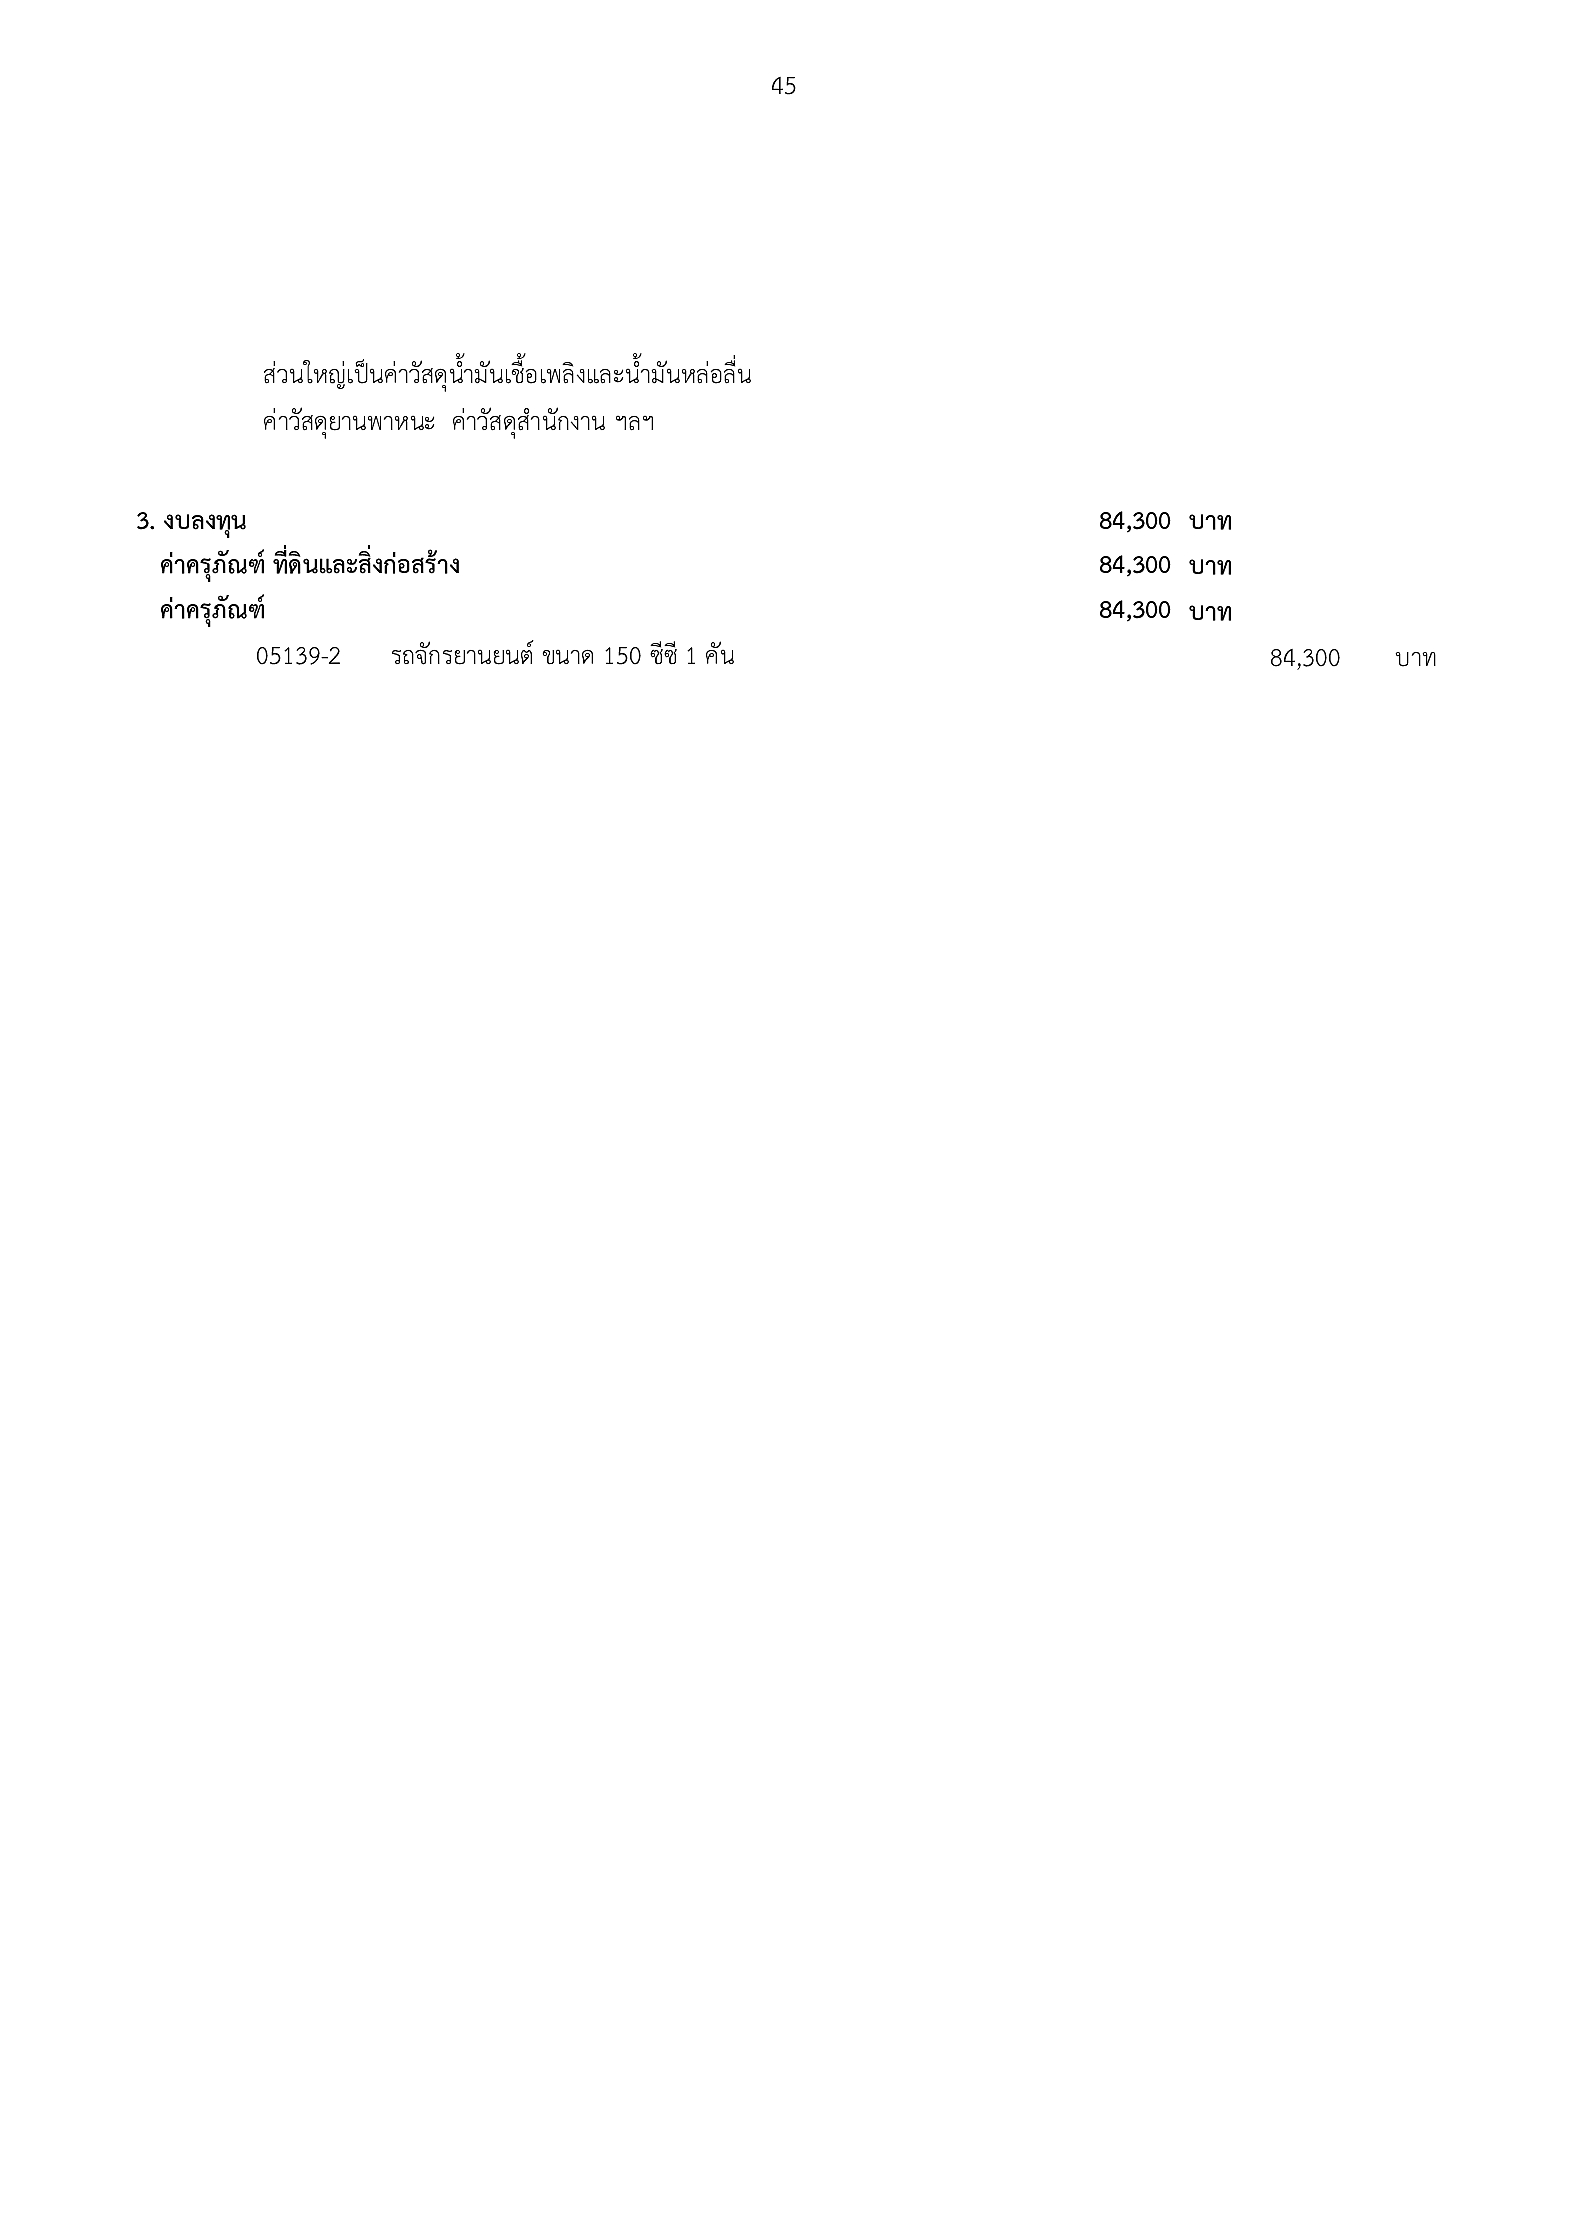 45
ส่วนใหญ่เป็นค่าวัสดุน้ำมันเชื้อเพลิงและน้ำมันหล่อลื่น
ค่าวัสดุยานพาหนะ ค่าวัสดุสำนักงาน ฯลฯ
3. งบลงทุน 84,300 บาท
ค่าครุภัณฑ์ ที่ดินและสิ่งก่อสร้าง 84,300 บาท
ค่าครุภัณฑ์ 84,300 บาท
05139-2 รถจักรยานยนต์ ขนาด 150 ซีซี 1 คัน 84,300 บาท